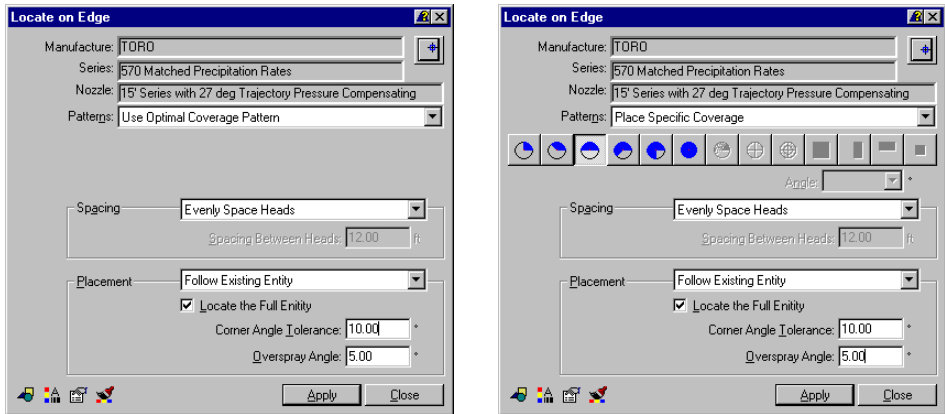 Locate on Edge
Manufacture: TORO
Series: 570 Matched Precipitation Rates
Nozzle: 15' Series with 27 deg Trajectory Pressure Compensating
Patterns: Use Optimal Coverage Pattern
Spacing Evenly Space Heads
Spacing Between Heads: 12.00 ft
Placement Follow Existing Entity
Locate the Full Enitity
Corner Angle Tolerance: 10.00 °
Overspray Angle: 5.00 °
Apply Close
Locate on Edge
Manufacture: TORO
Series: 570 Matched Precipitation Rates
Nozzle: 15' Series with 27 deg Trajectory Pressure Compensating
Patterns: Place Specific Coverage
Angle: °
Spacing Evenly Space Heads
Spacing Between Heads: 12.00 ft
Placement Follow Existing Entity
Locate the Full Enitity
Corner Angle Tolerance: 10.00 °
Overspray Angle: 5.00 °
Apply Close